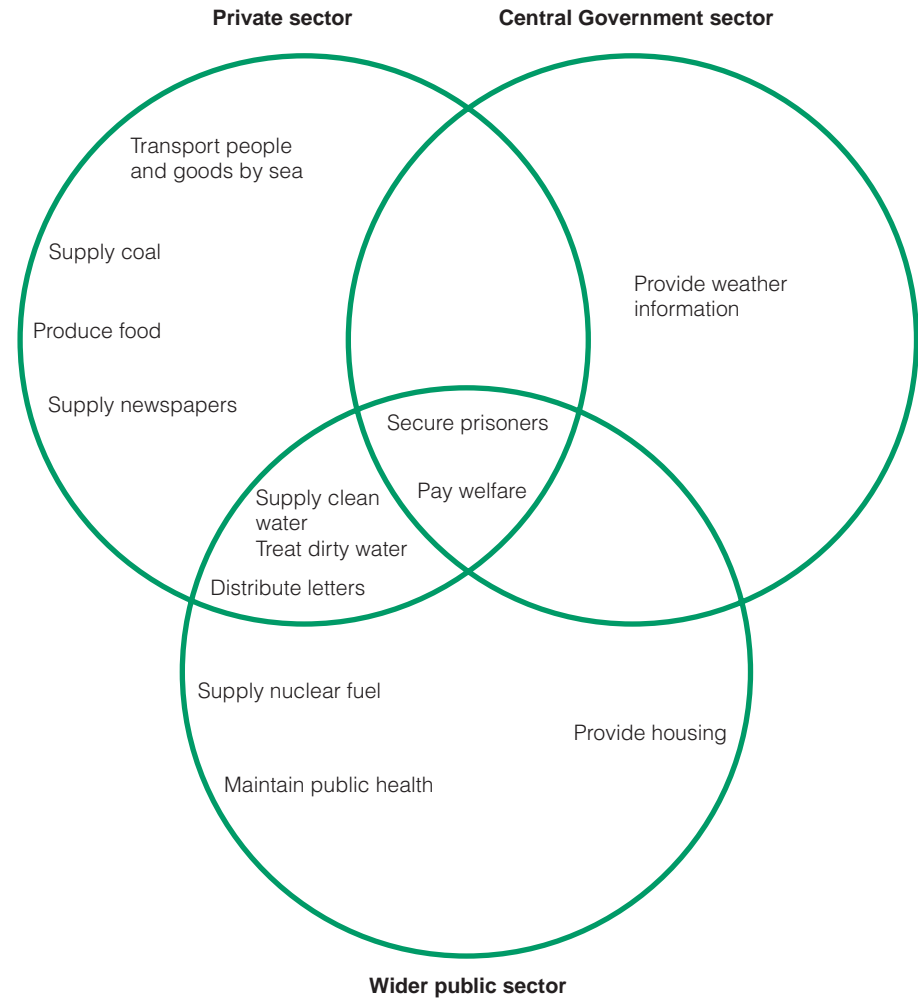 Private sector
Central Government sector
Transport people
and goods by sea
Supply coal
Provide weather
information
Produce food
Supply newspapers
Secure prisoners
Pay welfare
Supply clean
water
Treat dirty water
Distribute letters
Supply nuclear fuel
Provide housing
Maintain public health
Wider public sector